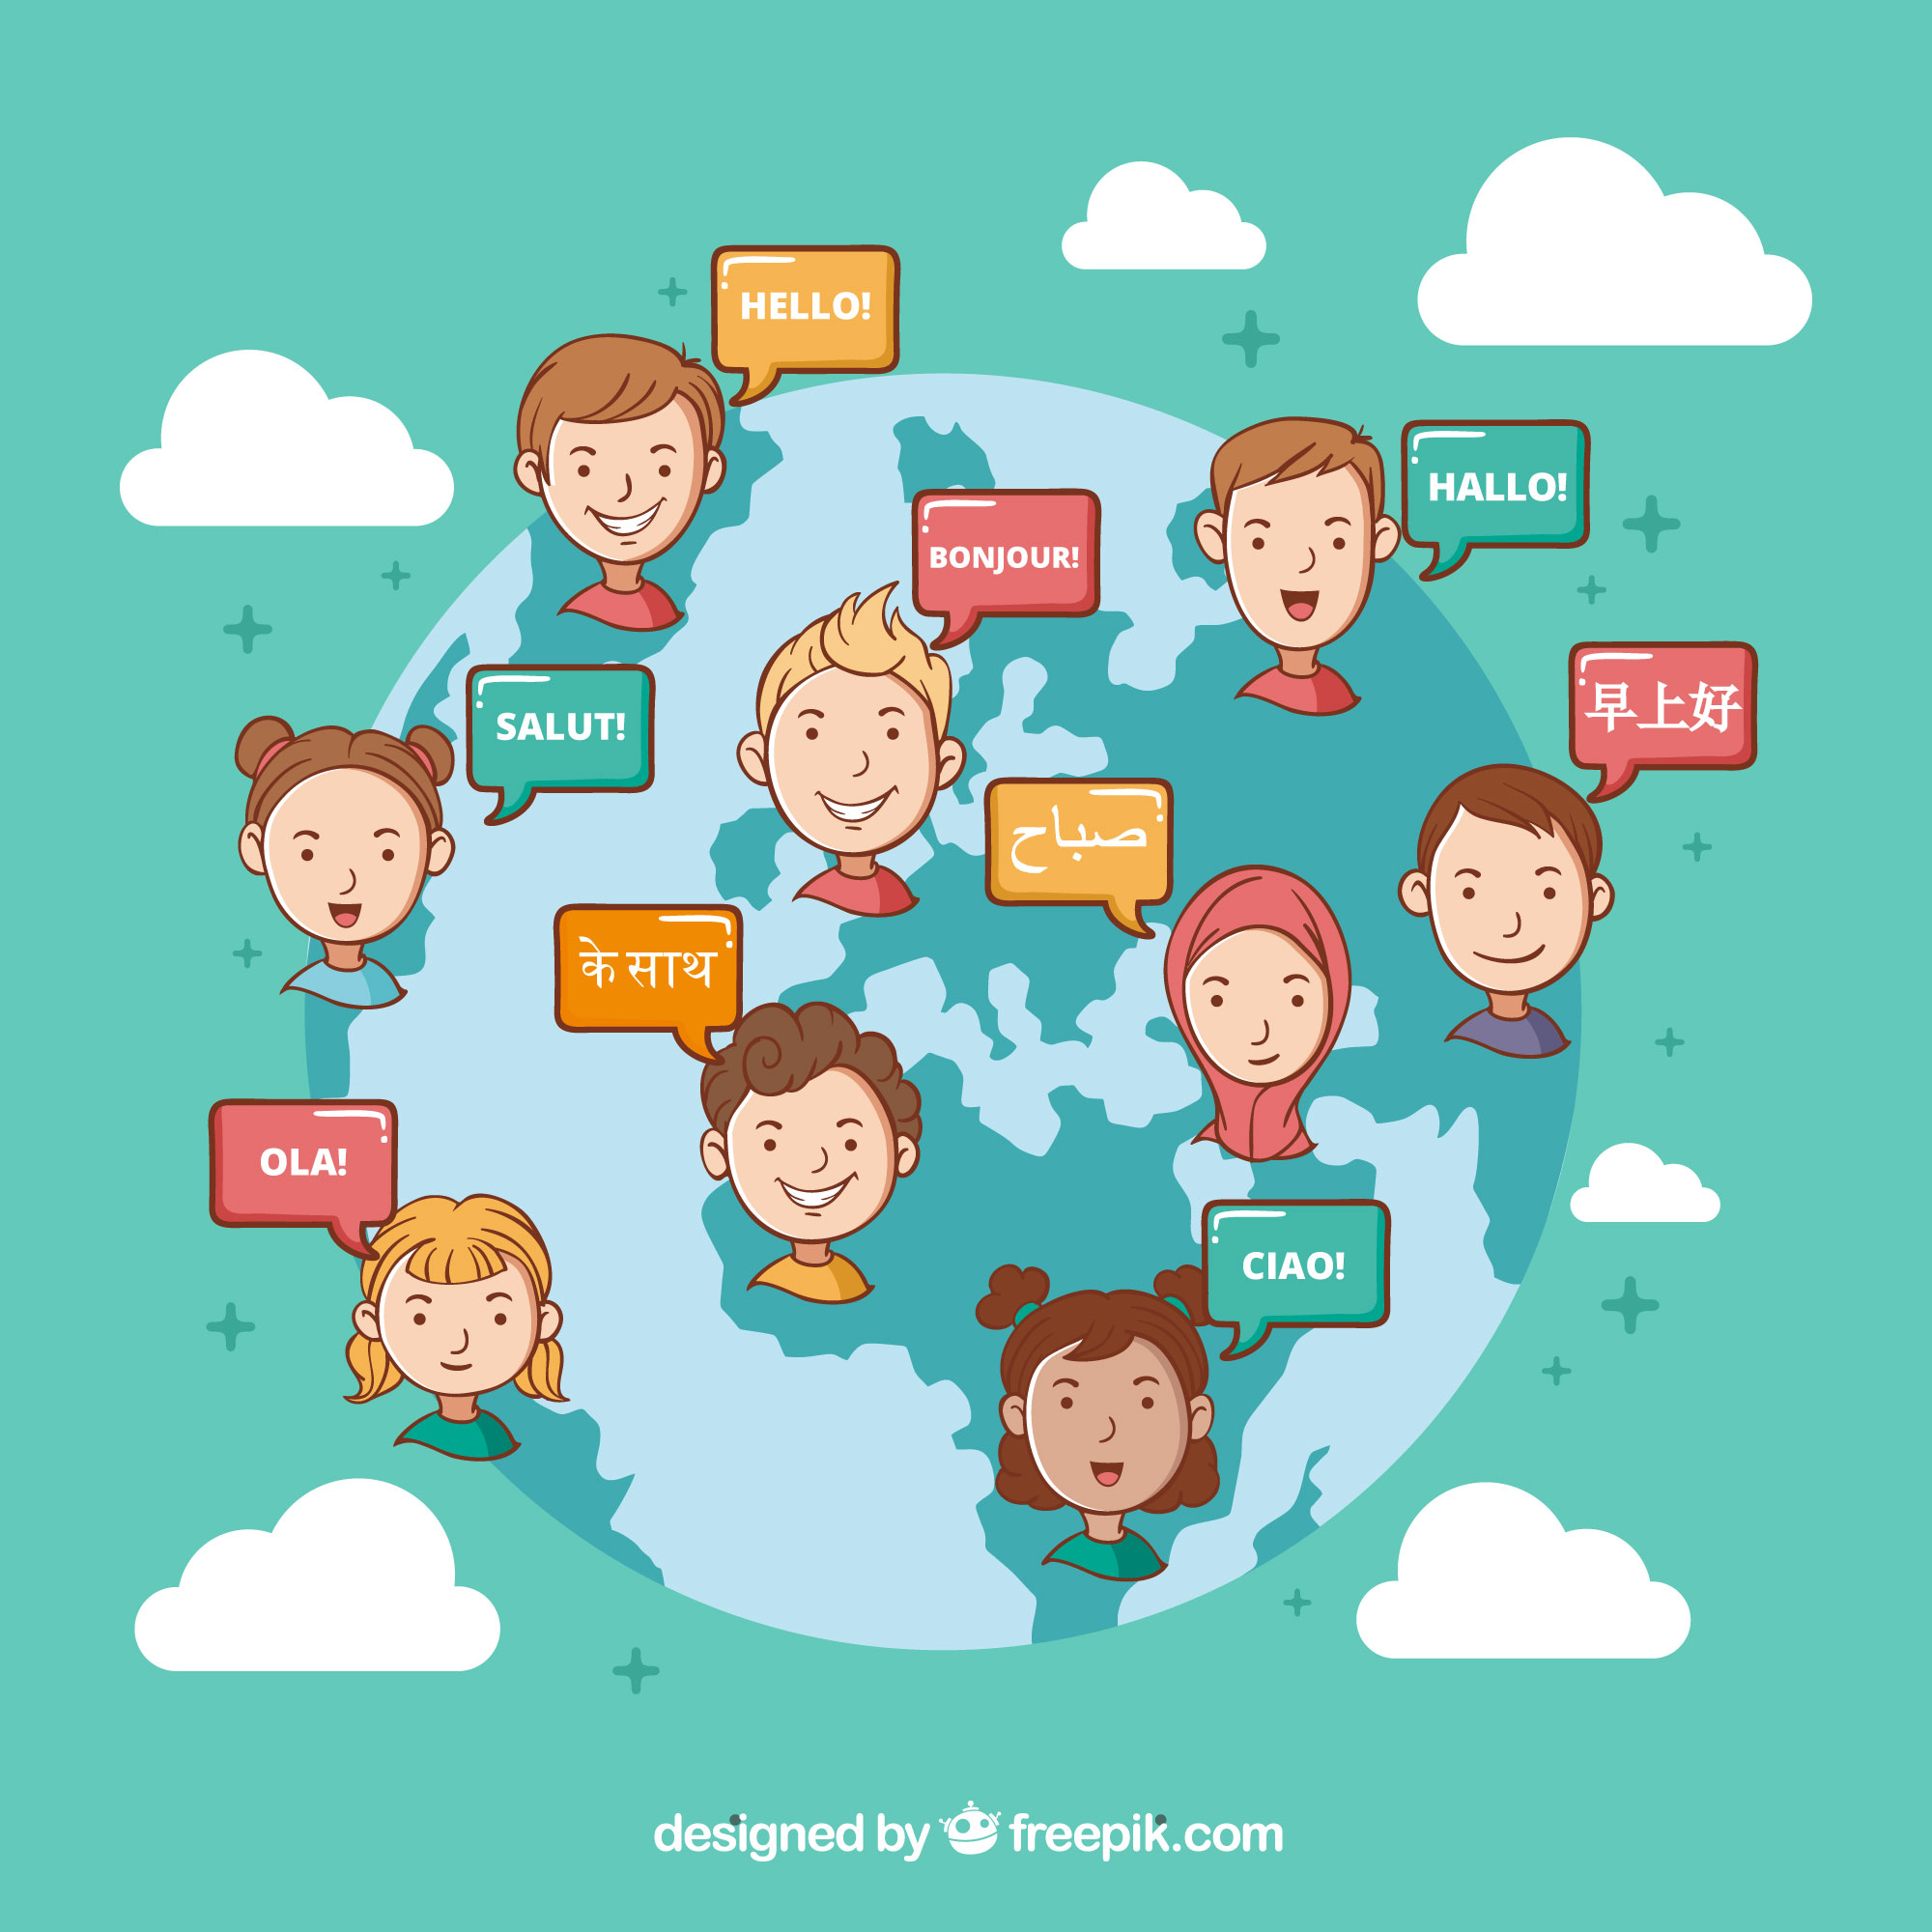 HELLO!
HALLO!
BONJOUR!
SALUT!
早上好
صباح
के साथ
OLA!
CIAO!
designed by freepik.com